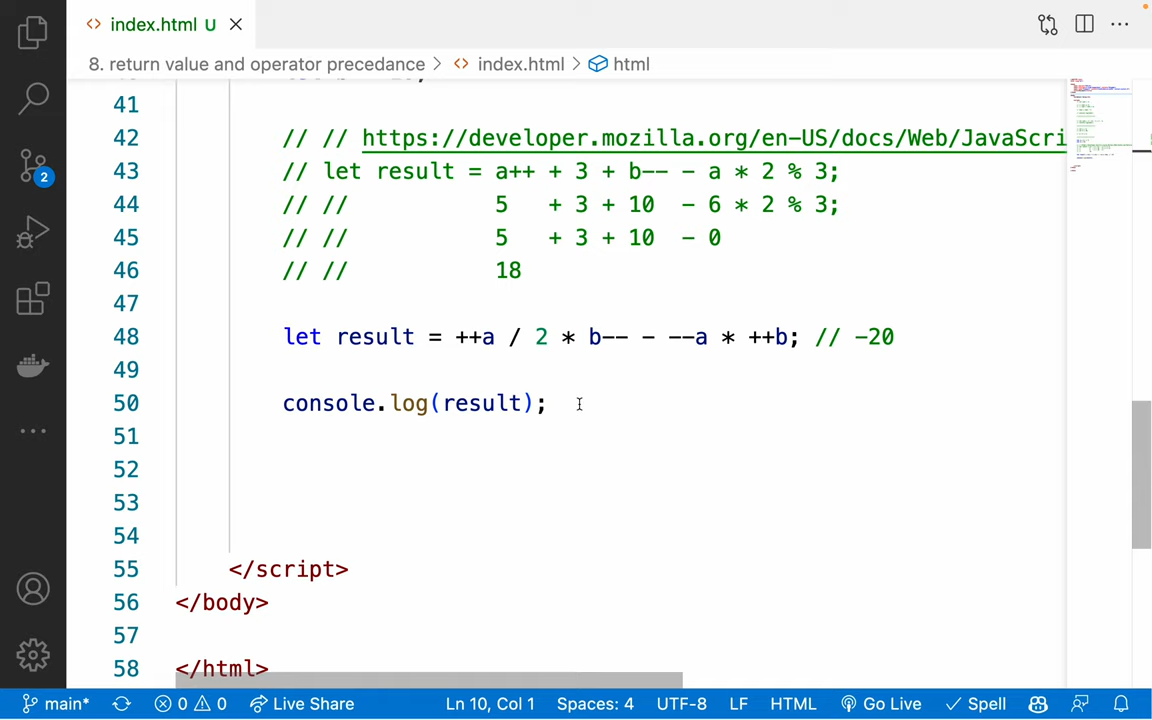 index.html U
8. return value and operator precedance > index.html > html
41
42 // // https://developer.mozilla.org/en-US/docs/Web/JavaScri
43 // let result = a++ + 3 + b-- - a * 2 % 3;
44 // // 5 + 3 + 10 - 6 * 2 % 3;
45 // // 5 + 3 + 10 - 0
46 // // 18
47
48 let result = ++a / 2 * b-- - --a * ++b; // -20
49
50 console.log(result);
51
52
53
54
55 </script>
56 </body>
57
58 </html>
2
main* 0 0 Live Share Ln 10, Col 1 Spaces: 4 UTF-8 LF HTML Go Live Spell